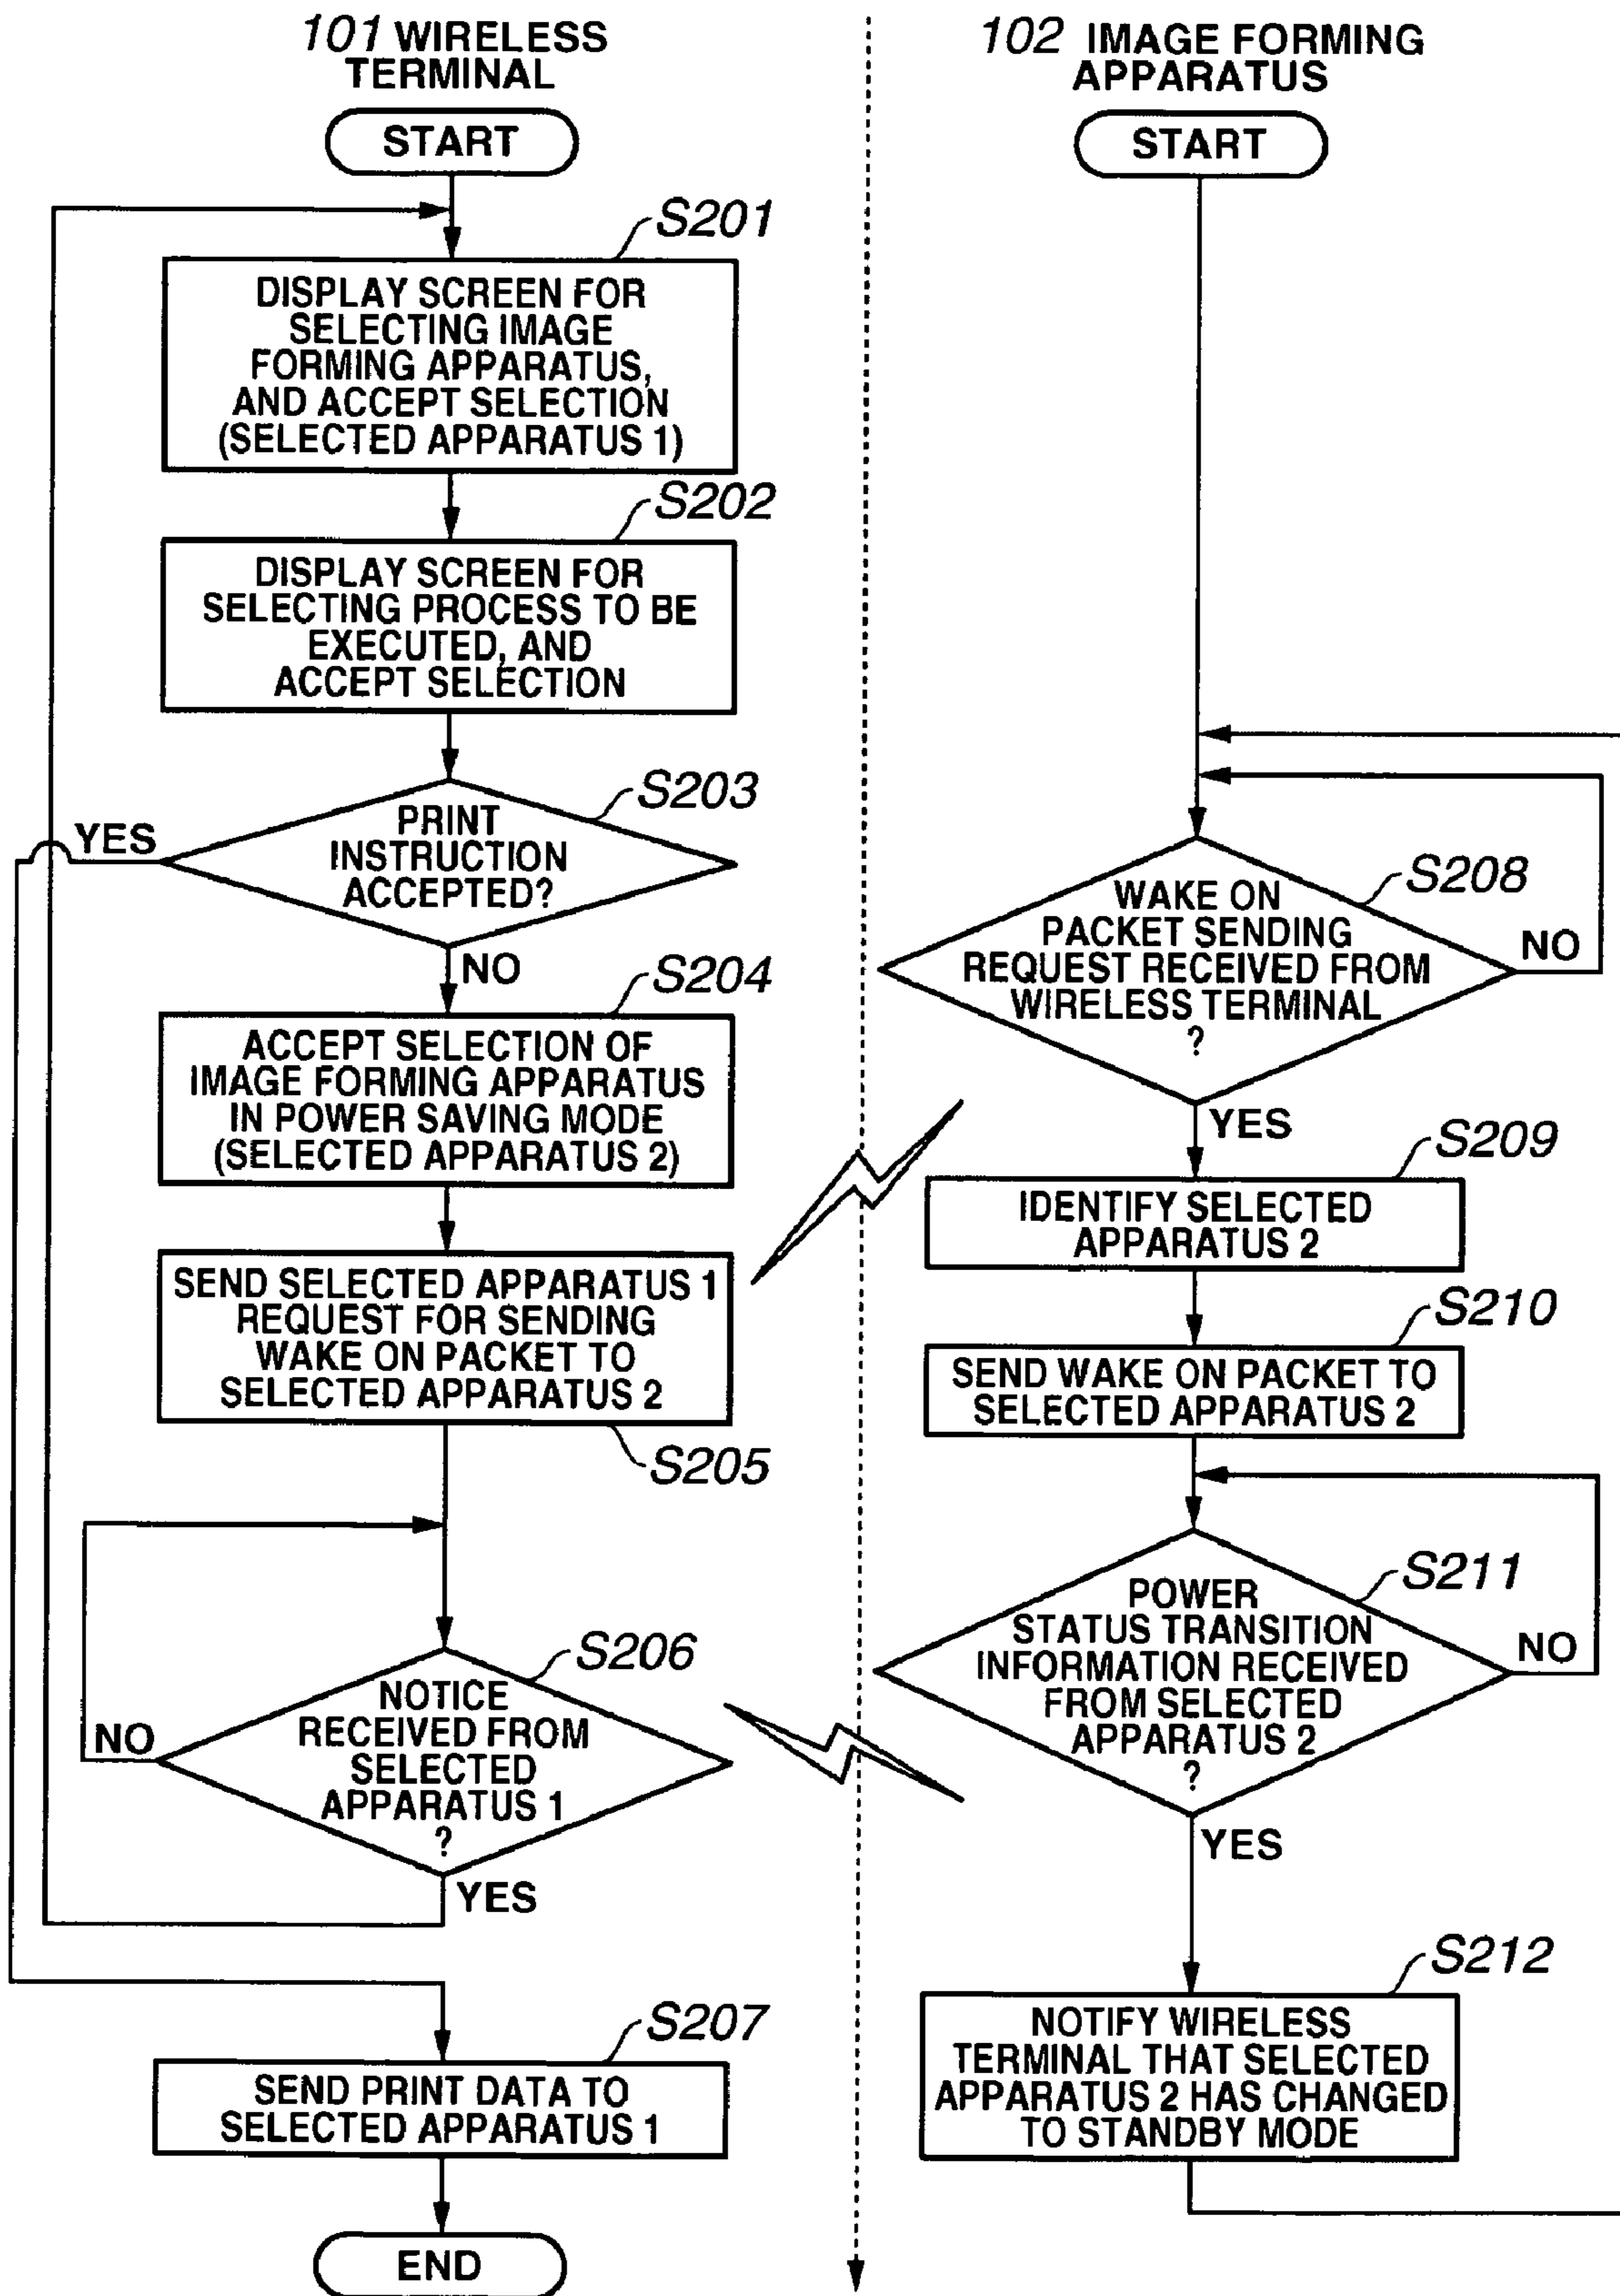 101 WIRELESS
TERMINAL
START
S201
DISPLAY SCREEN FOR
SELECTING IMAGE
FORMING APPARATUS,
AND ACCEPT SELECTION
(SELECTED APPARATUS 1)
S202
DISPLAY SCREEN FOR
SELECTING PROCESS TO BE
EXECUTED, AND
ACCEPT SELECTION
S203
PRINT
INSTRUCTION
ACCEPTED?
YES
NO
S204
ACCEPT SELECTION OF
IMAGE FORMING APPARATUS
IN POWER SAVING MODE
(SELECTED APPARATUS 2)
SEND SELECTED APPARATUS 1
REQUEST FOR SENDING
WAKE ON PACKET TO
SELECTED APPARATUS 2
S205
S206
NOTICE
RECEIVED FROM
SELECTED
APPARATUS 1
?
NO
YES
S207
SEND PRINT DATA TO
SELECTED APPARATUS 1
END
102 IMAGE FORMING
APPARATUS
START
S208
WAKE ON
PACKET SENDING
REQUEST RECEIVED FROM
WIRELESS TERMINAL
?
NO
YES
S209
IDENTIFY SELECTED
APPARATUS 2
S210
SEND WAKE ON PACKET TO
SELECTED APPARATUS 2
S211
POWER
STATUS TRANSITION
INFORMATION RECEIVED
FROM SELECTED
APPARATUS 2
?
NO
YES
S212
NOTIFY WIRELESS
TERMINAL THAT SELECTED
APPARATUS 2 HAS CHANGED
TO STANDBY MODE